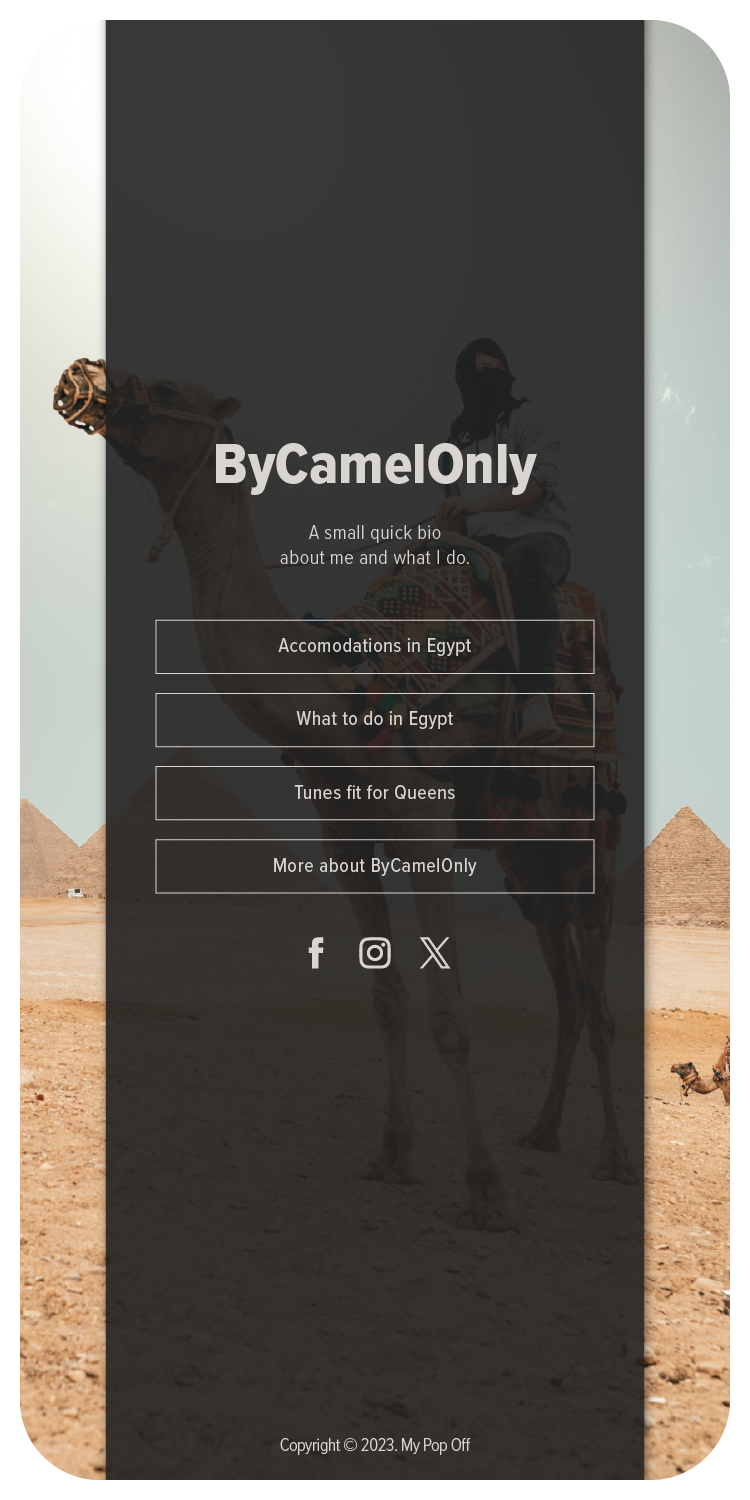 ByCamelOnly
A small quick bio
about me and what I do.
Accomodations in Egypt
What to do in Egypt
Tunes fit for Queens
More about ByCamelOnly
Copyright © 2023. My Pop Off